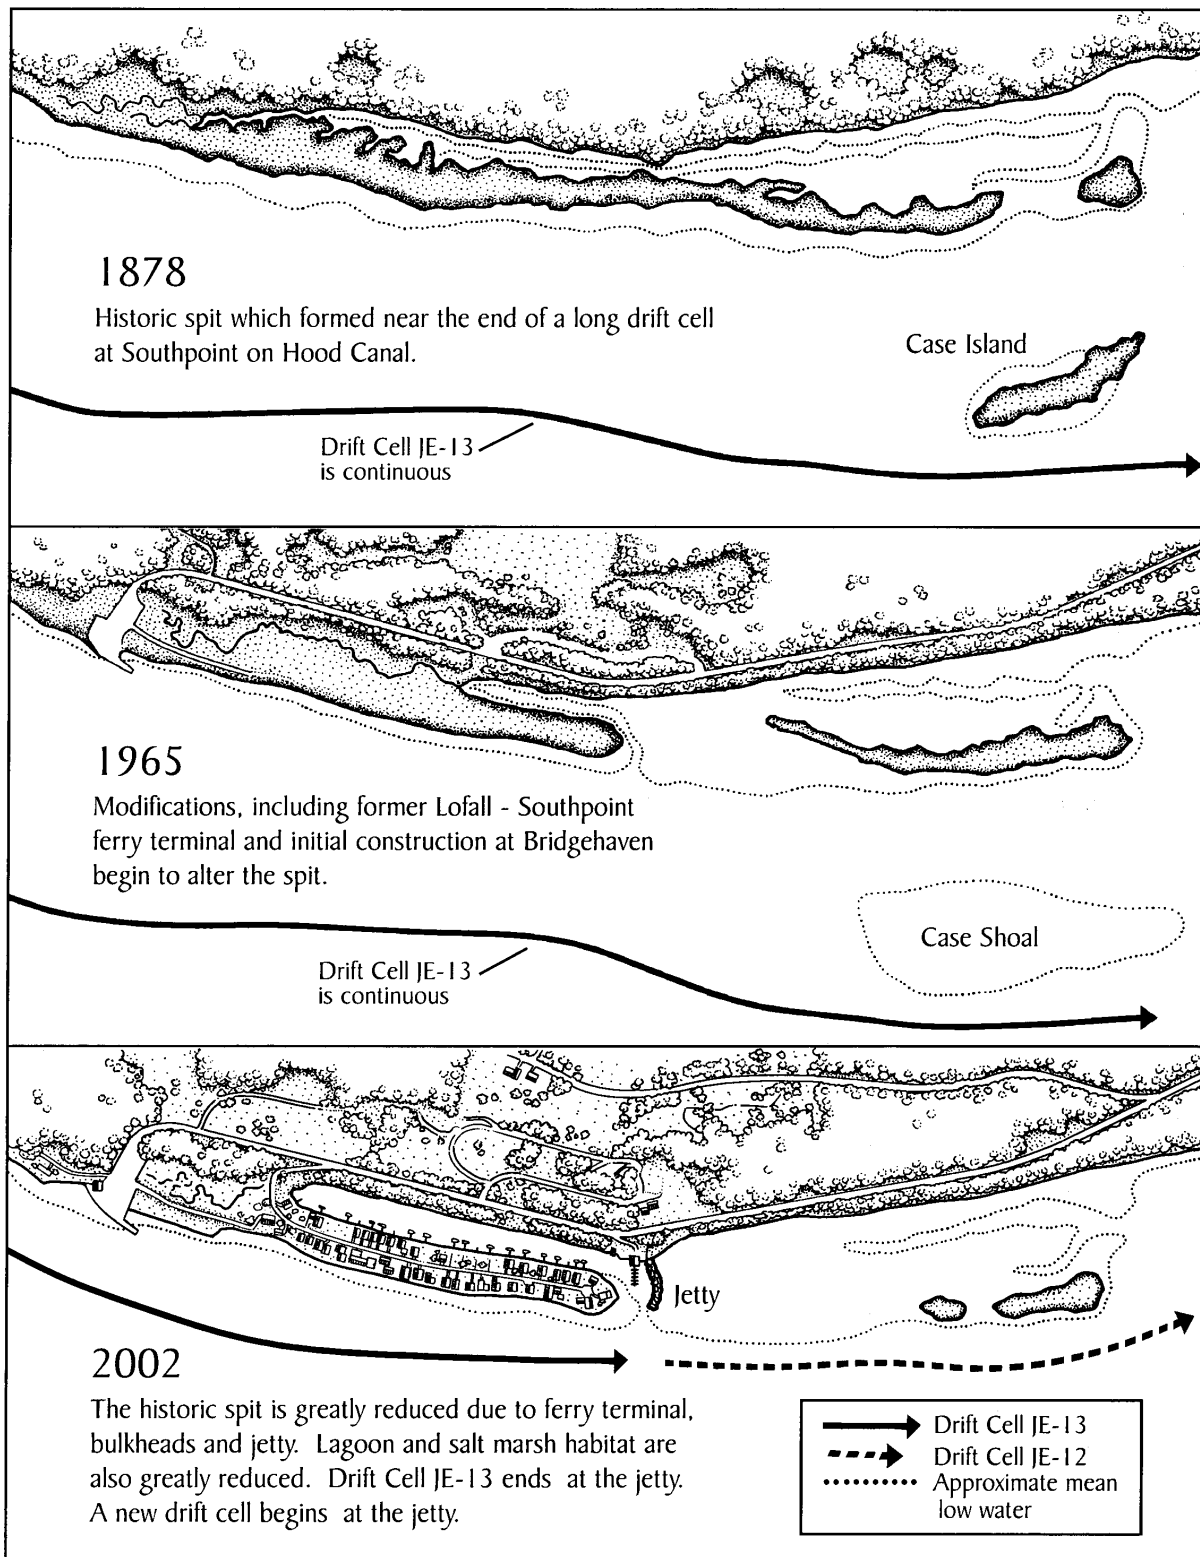 1878
Historic spit which formed near the end of a long drift cell
at Southpoint on Hood Canal.
Case Island
Drift Cell JE-13
is continuous
1965
Modifications, including former Lofall - Southpoint
ferry terminal and initial construction at Bridgehaven
begin to alter the spit.
Case Shoal
Drift Cell JE-13
is continuous
Jetty
2002
The historic spit is greatly reduced due to ferry terminal,
bulkheads and jetty. Lagoon and salt marsh habitat are
also greatly reduced. Drift Cell JE-13 ends at the jetty.
A new drift cell begins at the jetty.
Drift Cell JE-13
Drift Cell JE-12
Approximate mean
low water